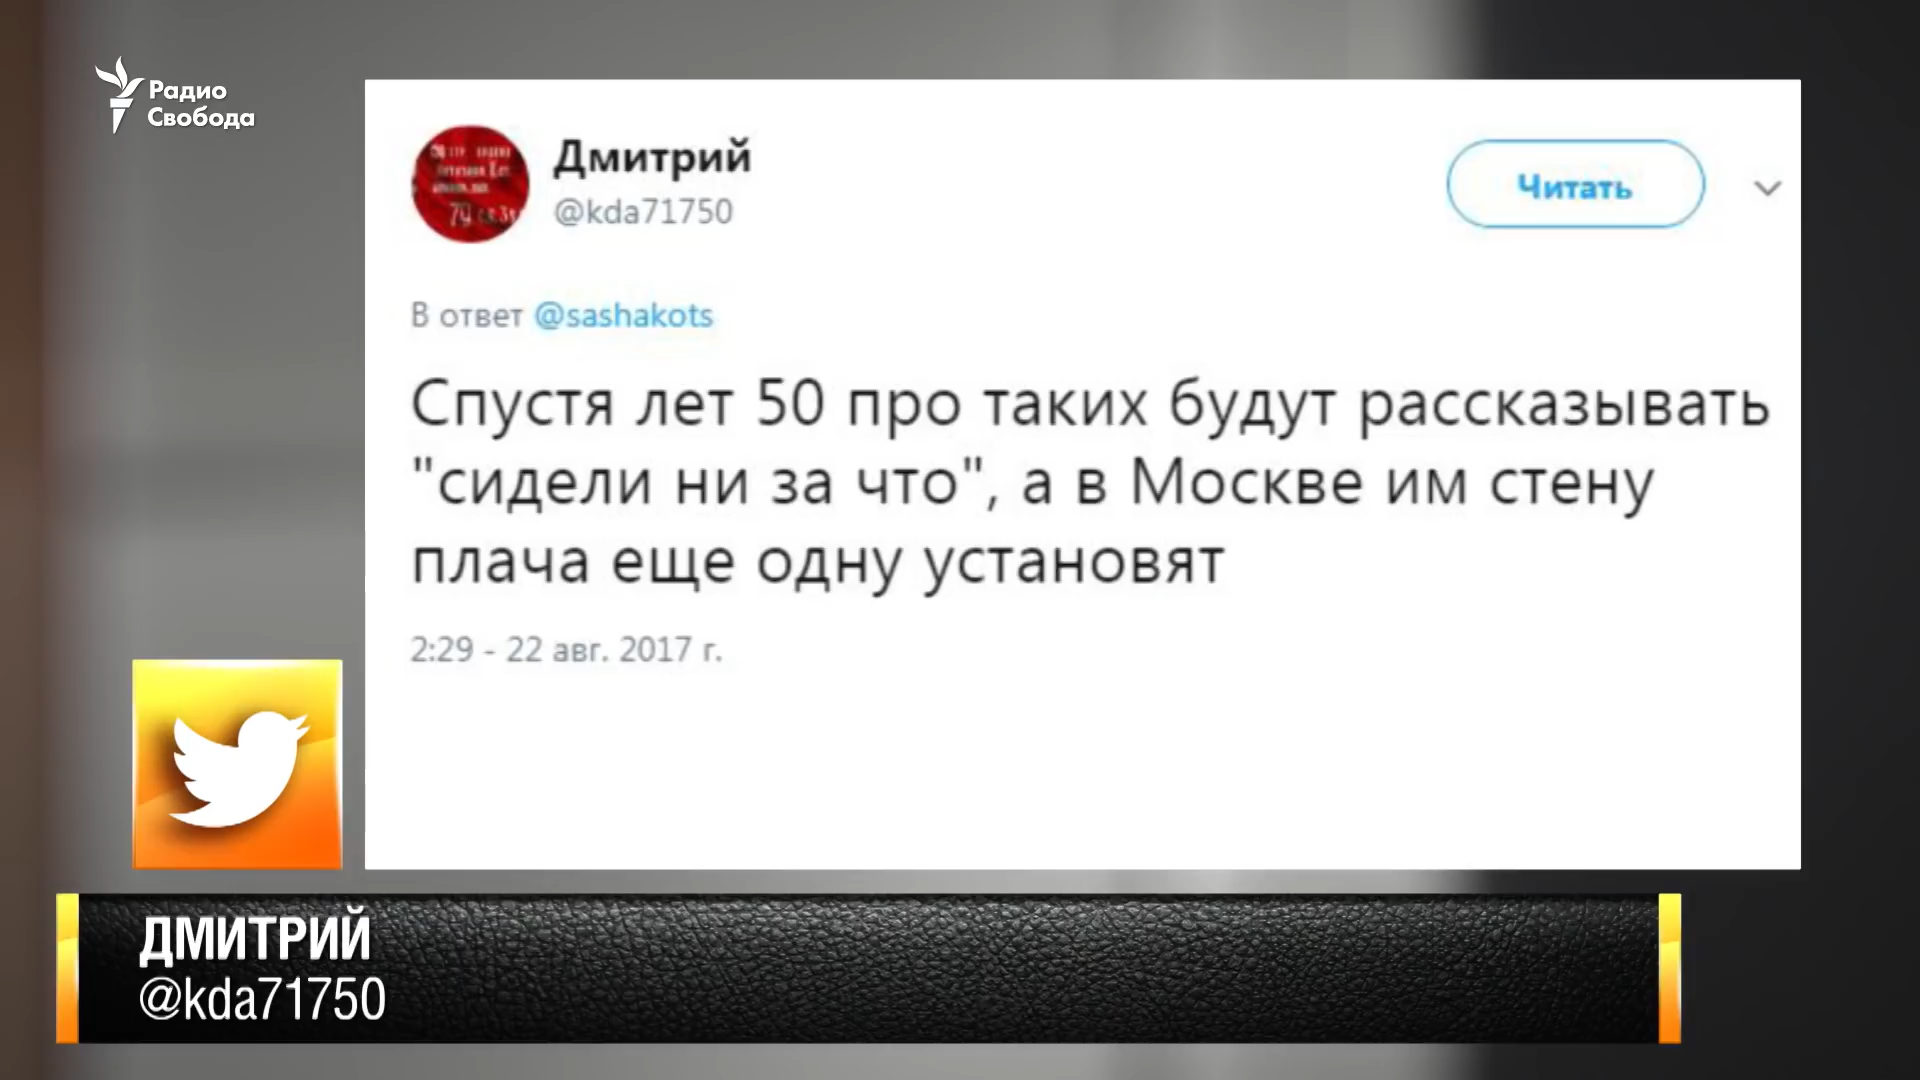 Радио
Свобода
Дмитрий
@kda71750
Читать
В ответ @sashakots
Спустя лет 50 про таких будут рассказывать
"сидели ни за что", а в Москве им стену
плача еще одну установят
2:29 - 22 авг. 2017 г.
ДМИТРИЙ
@kda71750